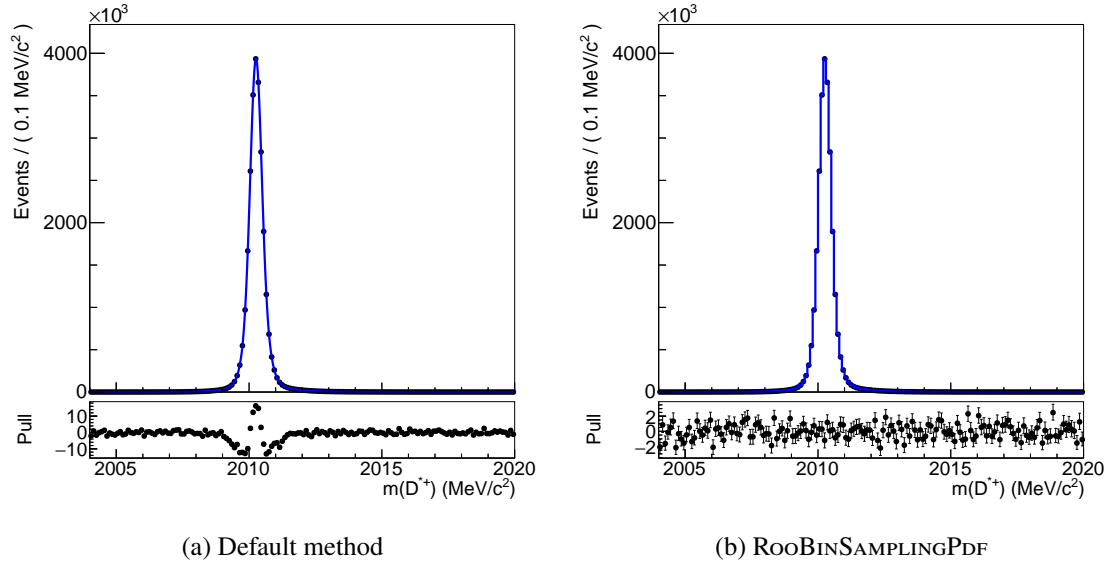 ×10³
Events / ( 0.1 MeV/c²)
4000
2000
0
Pull
10
0
−10
2005
2010
2015
2020
m(D*+) (MeV/c²)
(a) Default method
×10³
Events / ( 0.1 MeV/c²)
4000
2000
0
Pull
2
0
−2
2005
2010
2015
2020
m(D*+) (MeV/c²)
(b) RooBinSamplingPdf